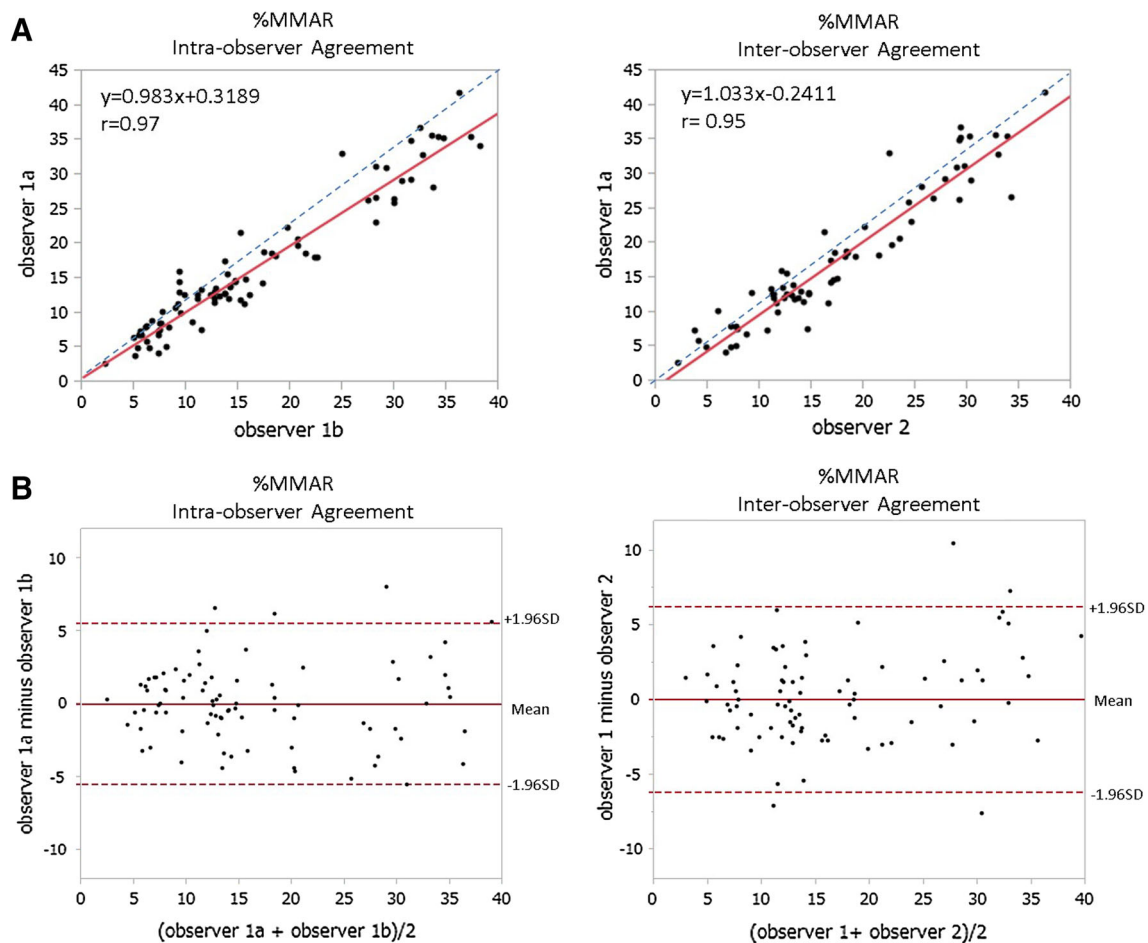 A
%MMAR
Intra-observer Agreement
45
40
35
30
25
20
15
10
5
0
y=0.983x+0.3189
r=0.97
observer 1a
0 5 10 15 20 25 30 35 40
observer 1b
%MMAR
Inter-observer Agreement
45
40
35
30
25
20
15
10
5
0
y=1.033x-0.2411
r= 0.95
observer 1a
0 5 10 15 20 25 30 35 40
observer 2
B
%MMAR
Intra-observer Agreement
10
5
0
-5
-10
observer 1a minus observer 1b
+1.96SD
Mean
-1.96SD
0 5 10 15 20 25 30 35 40
(observer 1a + observer 1b)/2
%MMAR
Inter-observer Agreement
10
5
0
-5
-10
observer 1 minus observer 2
+1.96SD
Mean
-1.96SD
0 5 10 15 20 25 30 35 40
(observer 1+ observer 2)/2